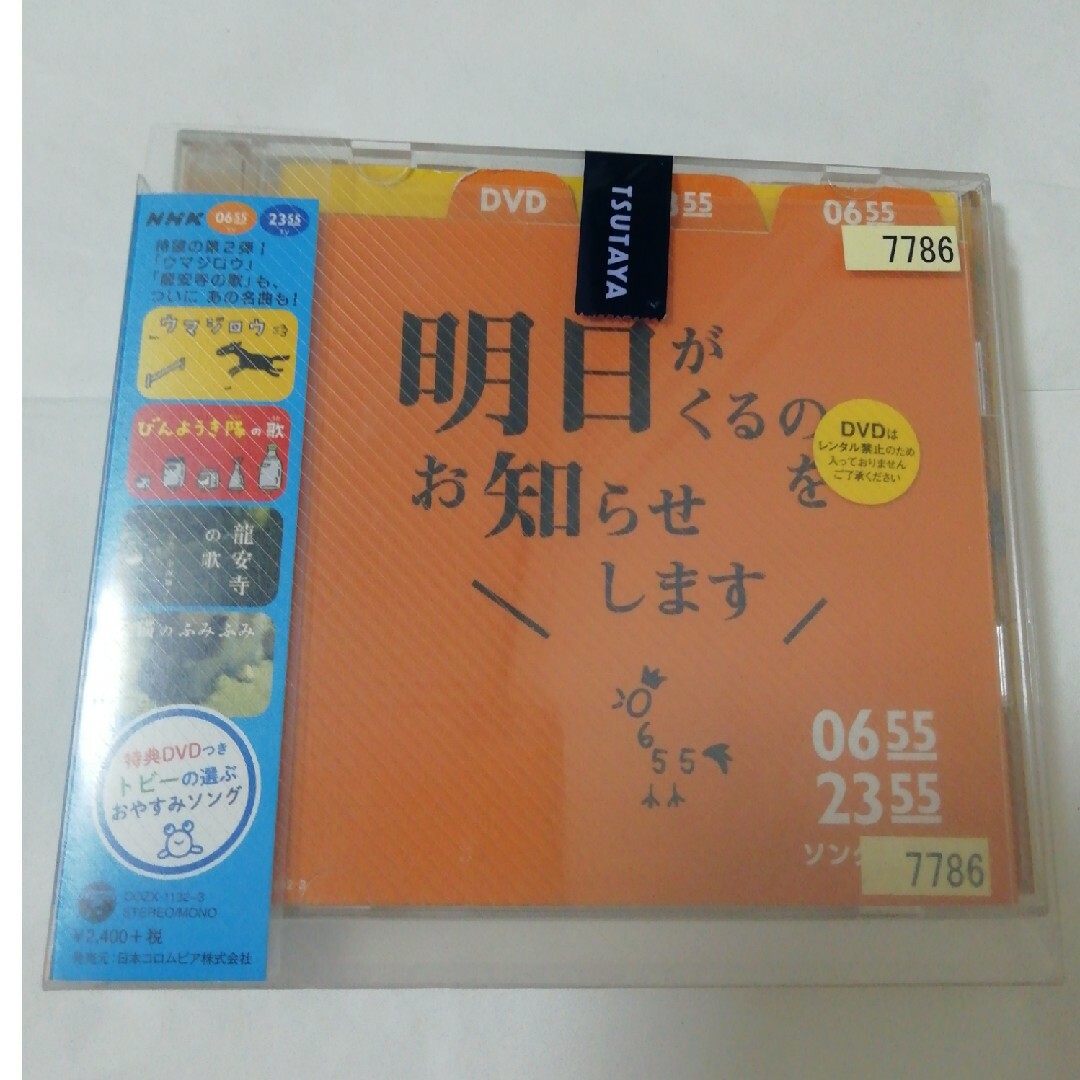 NHK 0655 2355
待望の第2弾!
「ウマジロウ」
「龍安寺の歌」も、
ついに あの名曲も!
ウマジロウ
びんようき隊の歌
龍安寺
の歌
猫のふみふみ
特典DVDつき
トビーの選ぶ
おやすみソング
COZX-1132-3
STEREO/MONO
¥2,400+税
発売元:日本コロムビア株式会社
DVD
55
0655
TSUTAYA
7786
明日が
くるの
を
お知らせ
します
DVDは
レンタル禁止のため
入っておりません
ご了承ください
0655
0655
2355
ソング
7786